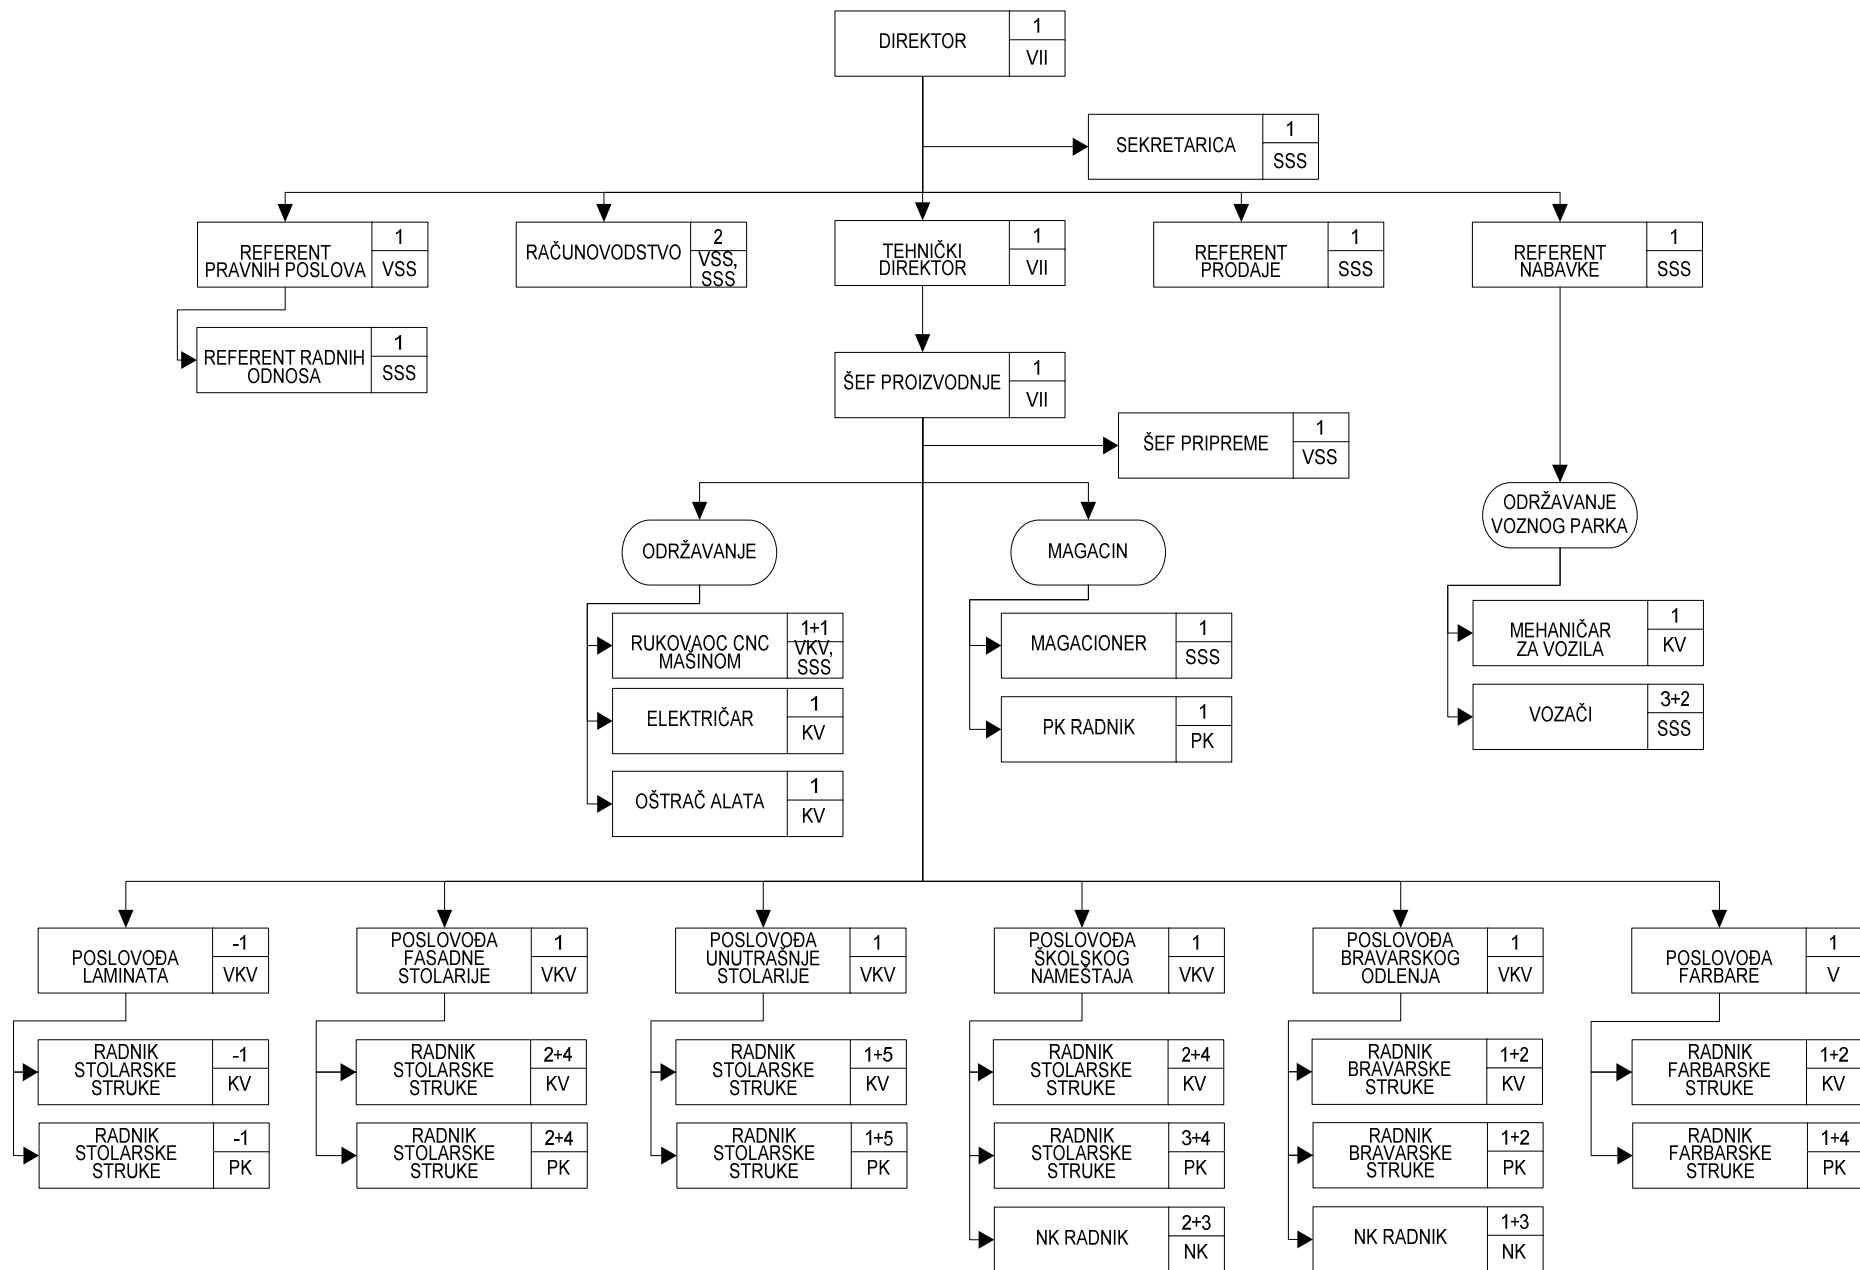 DIREKTOR
1
VII
SEKRETARICA
1
SSS
REFERENT
PRAVNIH POSLOVA
1
VSS
RAČUNOVODSTVO
2
VSS,
SSS
TEHNIČKI
DIREKTOR
1
VII
REFERENT
PRODAJE
1
SSS
REFERENT
NABAVKE
1
SSS
REFERENT RADNIH
ODNOSA
1
SSS
ŠEF PROIZVODNJE
1
VII
ŠEF PRIPREME
1
VSS
ODRŽAVANJE
MAGACIN
ODRŽAVANJE
VOZNOG PARKA
RUKOVAOC CNC
MAŠINOM
1+1
VKV,
SSS
ELEKTRIČAR
1
KV
OŠTRAČ ALATA
1
KV
MAGACIONER
1
SSS
PK RADNIK
1
PK
MEHANIČAR
ZA VOZILA
1
KV
VOZAČI
3+2
SSS
POSLOVOĐA
LAMINATA
-1
VKV
POSLOVOĐA
FASADNE
STOLARIJE
1
VKV
POSLOVOĐA
UNUTRAŠNJE
STOLARIJE
1
VKV
POSLOVOĐA
ŠKOLSKOG
NAMEŠTAJA
1
VKV
POSLOVOĐA
BRAVARSKOG
ODLENJA
1
VKV
POSLOVOĐA
FARBARE
1
V
RADNIK
STOLARSKE
STRUKE
-1
KV
RADNIK
STOLARSKE
STRUKE
2+4
KV
RADNIK
STOLARSKE
STRUKE
1+5
KV
RADNIK
STOLARSKE
STRUKE
2+4
KV
RADNIK
BRAVARSKE
STRUKE
1+2
KV
RADNIK
FARBARSKE
STRUKE
1+2
KV
RADNIK
STOLARSKE
STRUKE
-1
PK
RADNIK
STOLARSKE
STRUKE
2+4
PK
RADNIK
STOLARSKE
STRUKE
1+5
PK
RADNIK
STOLARSKE
STRUKE
3+4
PK
RADNIK
BRAVARSKE
STRUKE
1+2
PK
RADNIK
FARBARSKE
STRUKE
1+4
PK
NK RADNIK
2+3
NK
NK RADNIK
1+3
NK